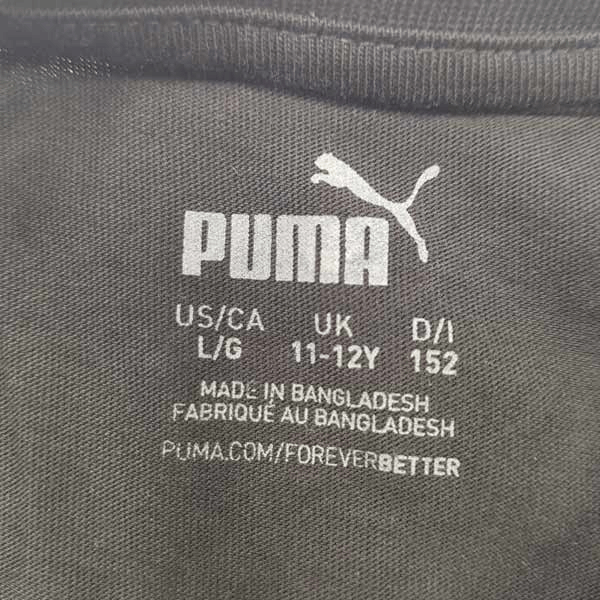 PUMA
US/CA UK D/I
L/G 11-12Y 152
MADE IN BANGLADESH
FABRIQUÉ AU BANGLADESH
PUMA.COM/FOREVERBETTER